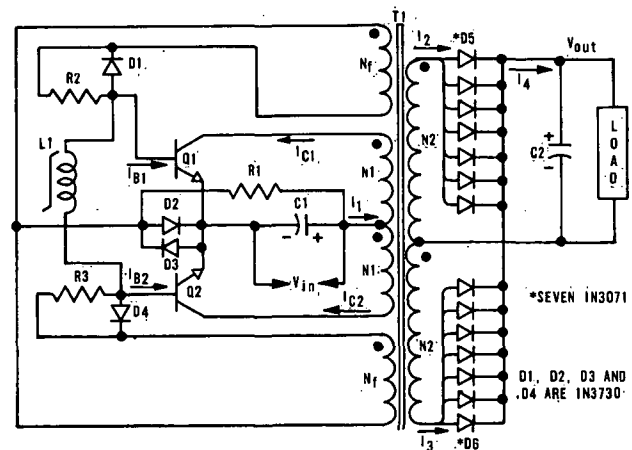 T1
I2
*D5
Vout
D1
Nf
I4
R2
N2
L1
Q1
IC1
C2
+
-
LOAD
IB1
R1
N1
D2
C1
I1
-
+
D3
Vin
N1
IB2
IC2
*SEVEN IN3071
R3
Q2
D4
N2
D1, D2, D3 AND
D4 ARE 1N3730
Nf
I3
*D6